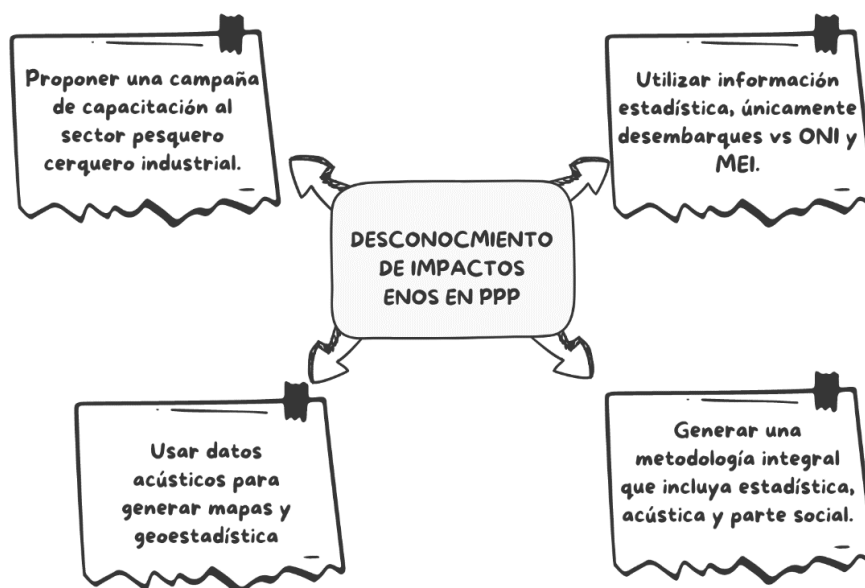 Proponer una campaña
de capacitación al
sector pesquero
cerquero industrial.
Utilizar información
estadística, únicamente
desembarques vs ONI y
MEI.
DESCONOCMIENTO
DE IMPACTOS
ENOS EN PPP
Usar datos
acústicos para
generar mapas y
geoestadística
Generar una
metodología integral
que incluya estadística,
acústica y parte social.